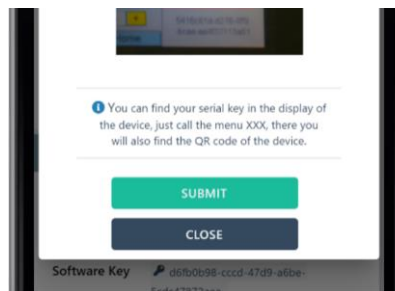 Home
You can find your serial key in the display of
the device, just call the menu XXX, there you
will also find the QR code of the device.
SUBMIT
CLOSE
Software Key d6fb0b98-cccd-47d9-a6be-